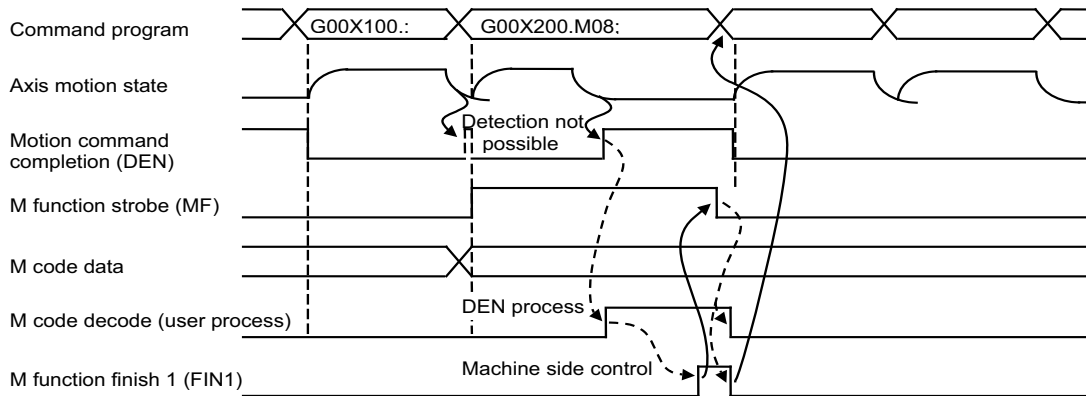 Command program
G00X100.:
G00X200.M08:
Axis motion state
Motion command
completion (DEN)
Detection not
possible
M function strobe (MF)
M code data
DEN process
M code decode (user process)
Machine side control
M function finish 1 (FIN1)